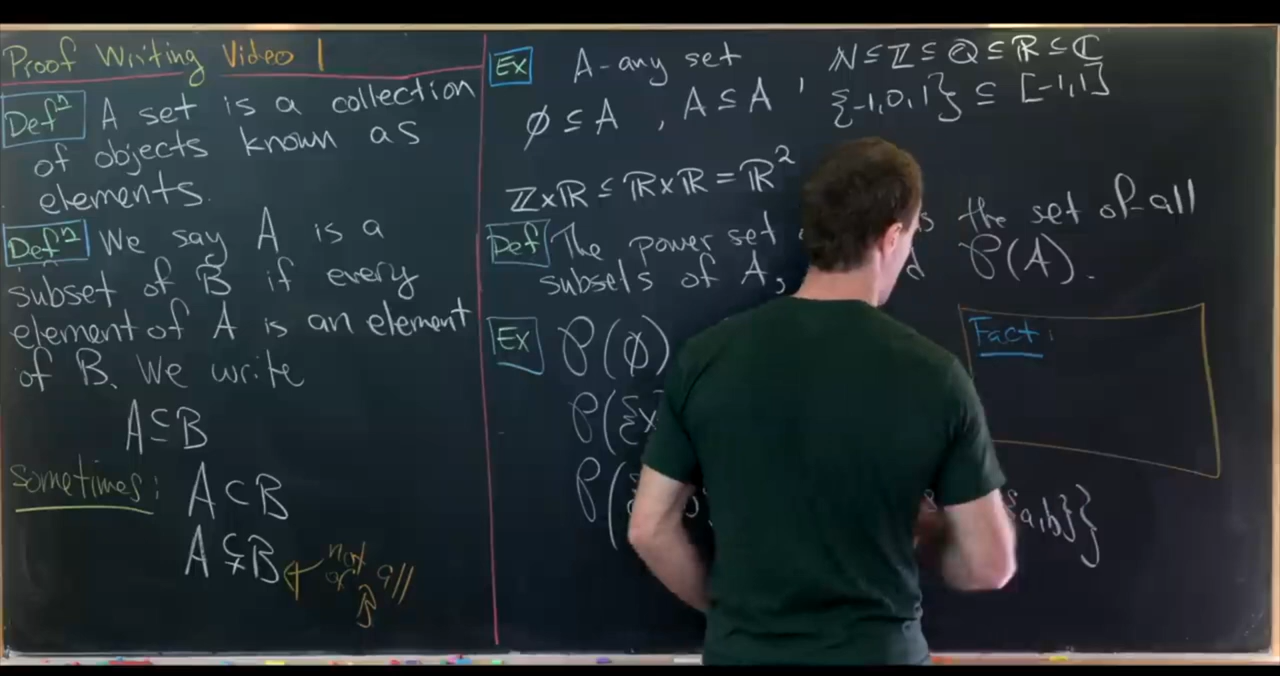 Proof Writing Video 1
Defⁿ A set is a collection
of objects known as
elements.
Defⁿ We say A is a
subset of B if every
element of A is an element
of B. We write
A ⊆ B
sometimes: A ⊂ B
A ⊊ B
not
all
Ex A-any set
∅ ⊆ A , A ⊆ A ,
ℕ ⊆ ℤ ⊆ ℚ ⊆ ℝ ⊆ ℂ
{-1,0,1} ⊆ [-1,1]
ℤ×ℝ ⊆ ℝ×ℝ = ℝ²
Def The power set the set of all
subsets of A, P(A).
Ex P(∅)
P({x
P({
a,b}}
Fact: